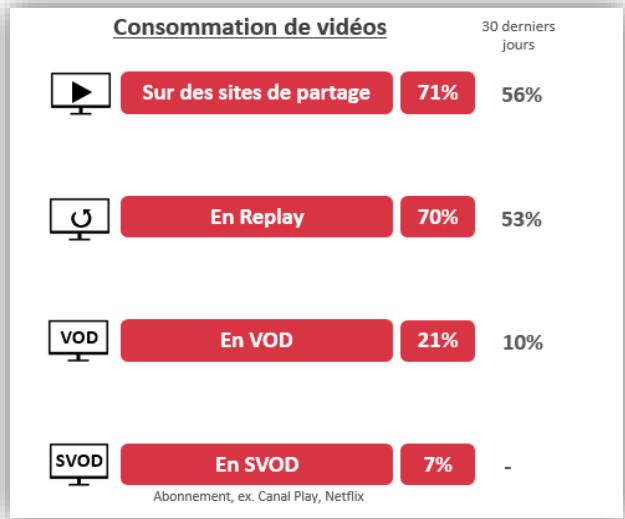 Consommation de vidéos
30 derniers
jours
Sur des sites de partage 71% 56%
En Replay 70% 53%
VOD En VOD 21% 10%
SVOD En SVOD 7% -
Abonnement, ex. Canal Play, Netflix